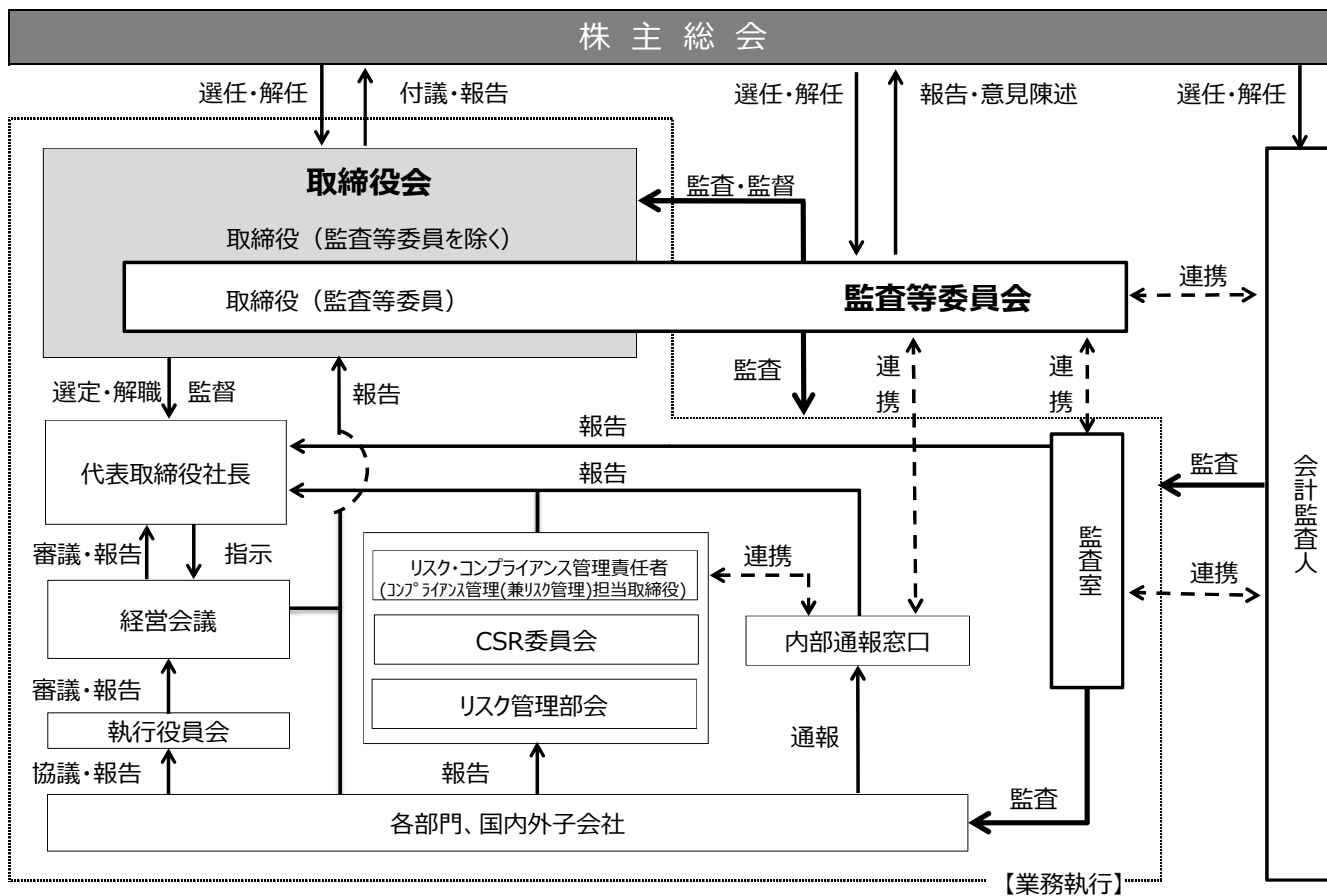 株 主 総 会
選任・解任
付議・報告
選任・解任
報告・意見陳述
選任・解任
取締役会
監査・監督
取締役（監査等委員を除く）
取締役（監査等委員）
監査等委員会
連携
選定・解職
監督
報告
監査
連携
連携
報告
代表取締役社長
報告
監査
会計監査人
審議・報告
指示
リスク・コンプライアンス管理責任者
(ｺﾝﾌﾟﾗｲｱﾝｽ管理(兼ﾘｽｸ管理)担当取締役)
連携
監査室
連携
経営会議
CSR委員会
内部通報窓口
審議・報告
リスク管理部会
執行役員会
通報
協議・報告
報告
監査
各部門、国内外子会社
【業務執行】